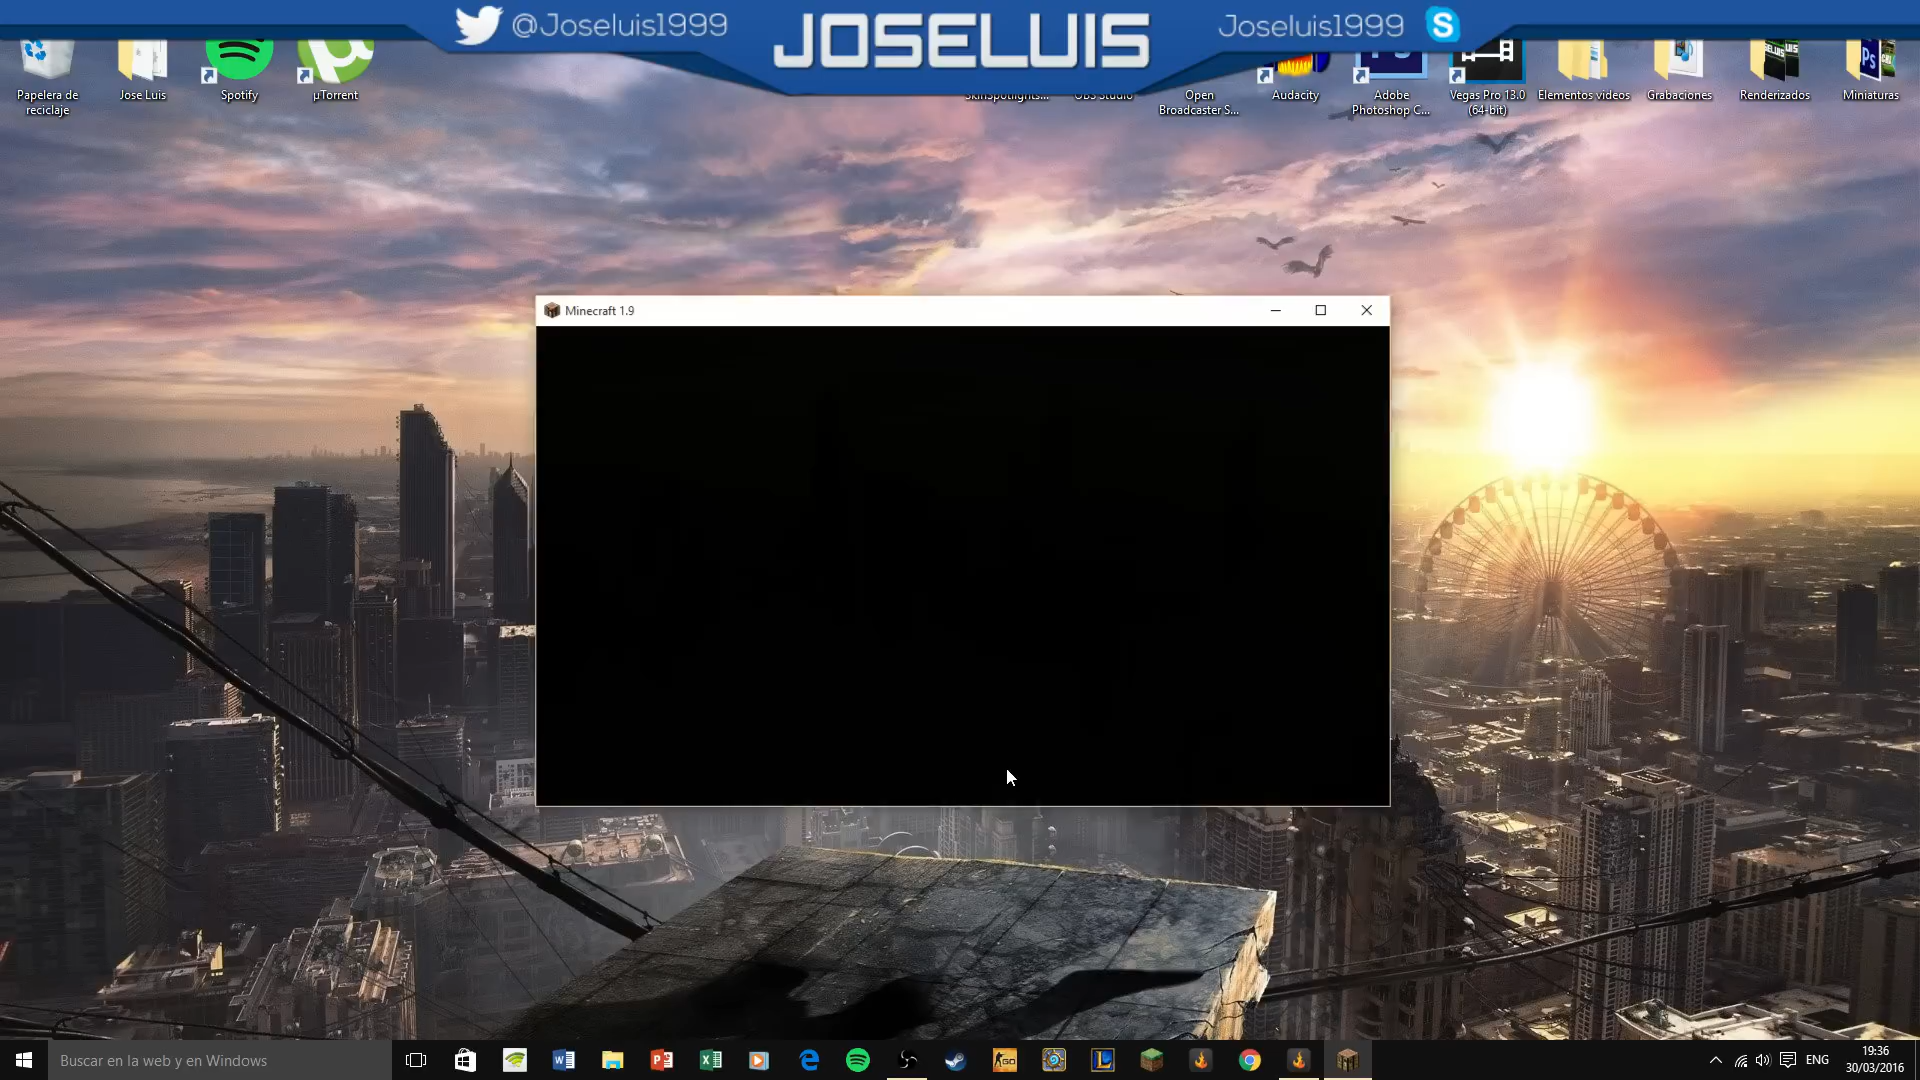 @Joseluis1999
JOSELUIS
Joseluis1999
Papelera de
reciclaje
Jose Luis
Spotify
µTorrent
Open
Broadcaster S...
Audacity
Adobe
Photoshop C...
Vegas Pro 13.0
(64-bit)
Elementos videos
Grabaciones
Renderizados
Miniaturas
Minecraft 1.9
Buscar en la web y en Windows
ENG
19:36
30/03/2016